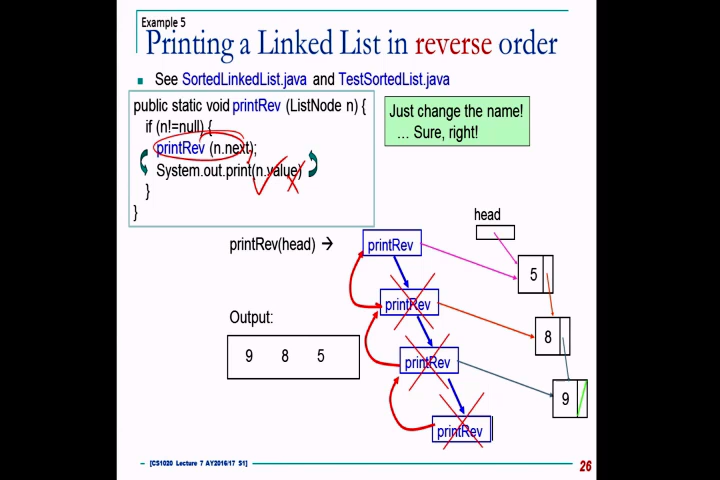 Example 5
Printing a Linked List in reverse order
See SortedLinkedList.java and TestSortedList.java
public static void printRev (ListNode n) {
if (n!=null) {
printRev (n.next);
System.out.print(n.value)
}
}
Just change the name!
… Sure, right!
head
printRev(head) →
printRev
5
printRev
Output:
8
9 8 5
printRev
9
printRev
[CS1020 Lecture 7 AY2016/17 S1]
26